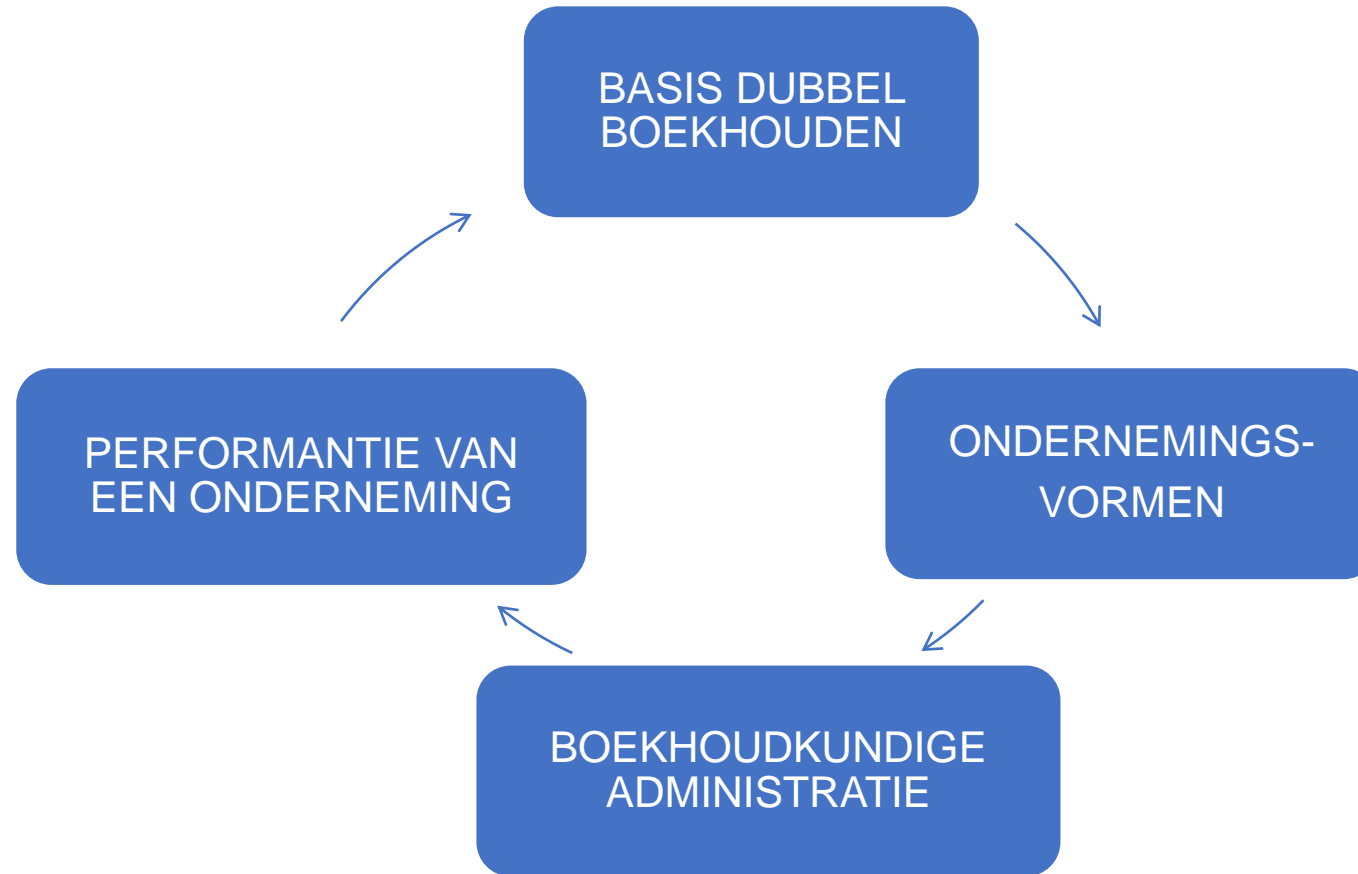 BASIS DUBBEL
BOEKHOUDEN
ONDERNEMINGS-
VORMEN
BOEKHOUDKUNDIGE
ADMINISTRATIE
PERFORMANTIE VAN
EEN ONDERNEMING